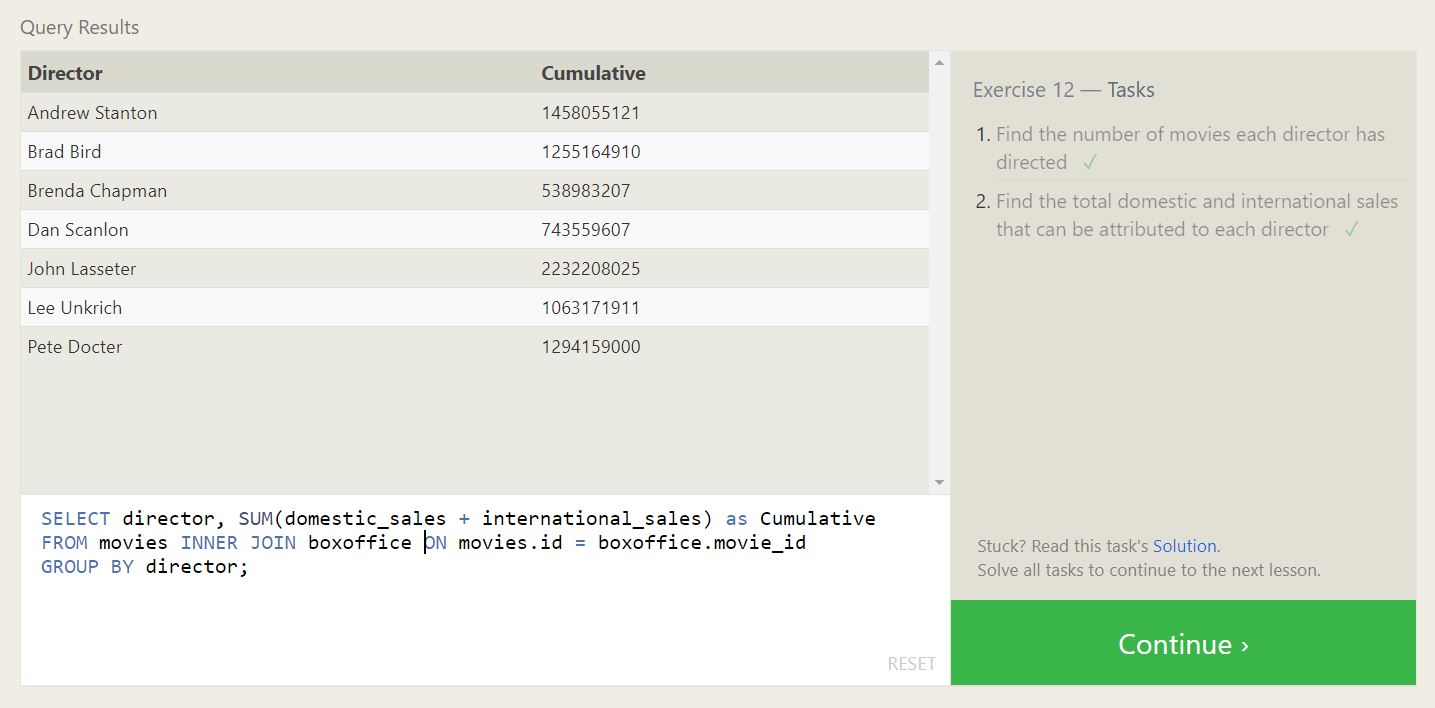 Query Results
Director Cumulative
Andrew Stanton 1458055121
Brad Bird 1255164910
Brenda Chapman 538983207
Dan Scanlon 743559607
John Lasseter 2232208025
Lee Unkrich 1063171911
Pete Docter 1294159000
SELECT director, SUM(domestic_sales + international_sales) as Cumulative
FROM movies INNER JOIN boxoffice ON movies.id = boxoffice.movie_id
GROUP BY director;
RESET
Exercise 12 — Tasks
1. Find the number of movies each director has
directed ✓
2. Find the total domestic and international sales
that can be attributed to each director ✓
Stuck? Read this task's Solution.
Solve all tasks to continue to the next lesson.
Continue ›